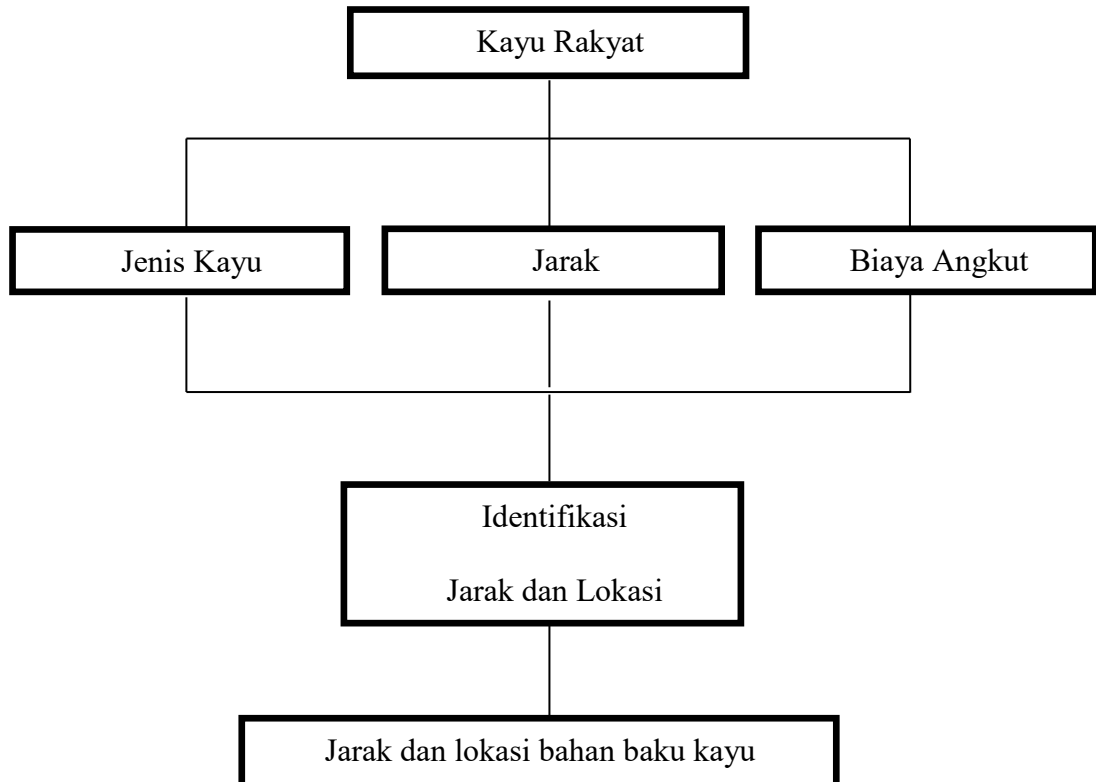 Kayu Rakyat
Jenis Kayu
Jarak
Biaya Angkut
Identifikasi
Jarak dan Lokasi
Jarak dan lokasi bahan baku kayu